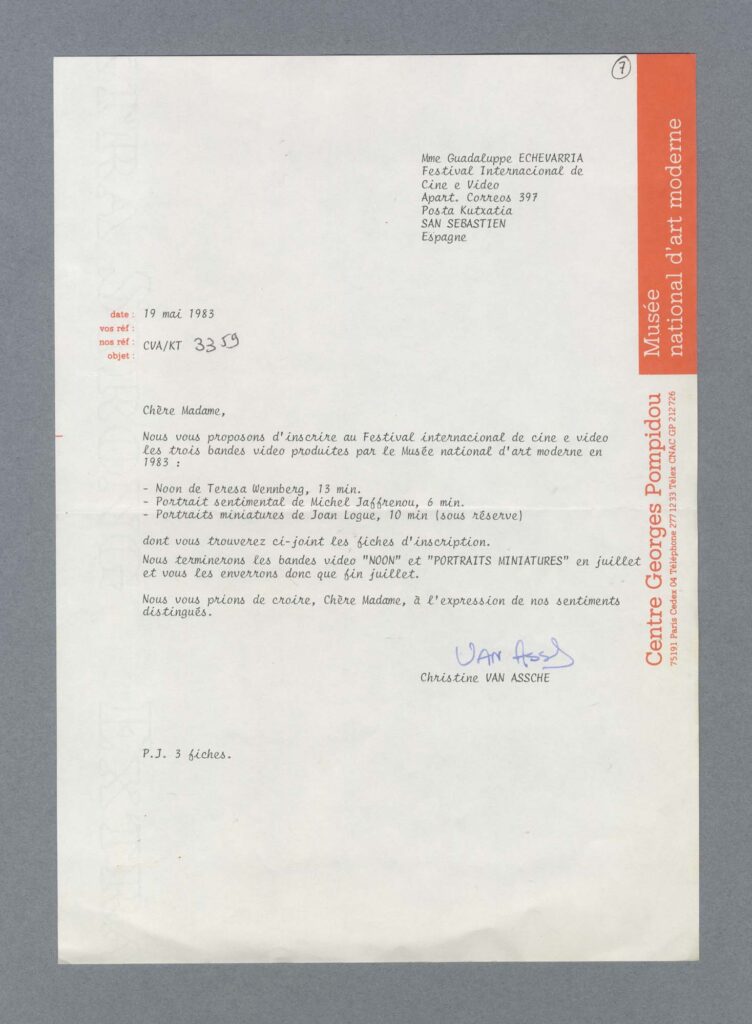 7
Musée
national d'art moderne
Mme Guadaluppe ECHEVARRIA
Festival Internacional de
Cine e Video
Apart. Correos 397
Posta Kutxatia
SAN SEBASTIEN
Espagne
date : 19 mai 1983
vos réf :
nos réf : CVA/KT 3359
objet :
Centre Georges Pompidou
75191 Paris Cedex 04 Téléphone 277 12 33 Télex CNAC GP 212 726
Chère Madame,
Nous vous proposons d'inscrire au Festival internacional de cine e video
les trois bandes video produites par le Musée national d'art moderne en
1983 :
- Noon de Teresa Wennberg, 13 min.
- Portrait sentimental de Michel Jaffrenou, 6 min.
- Portraits miniatures de Joan Logue, 10 min (sous réserve)
dont vous trouverez ci-joint les fiches d'inscription.
Nous terminerons les bandes video "NOON" et "PORTRAITS MINIATURES" en juillet
et vous les enverrons donc que fin juillet.
Nous vous prions de croire, Chère Madame, à l'expression de nos sentiments
distingués.
Christine VAN ASSCHE
P.J. 3 fiches.